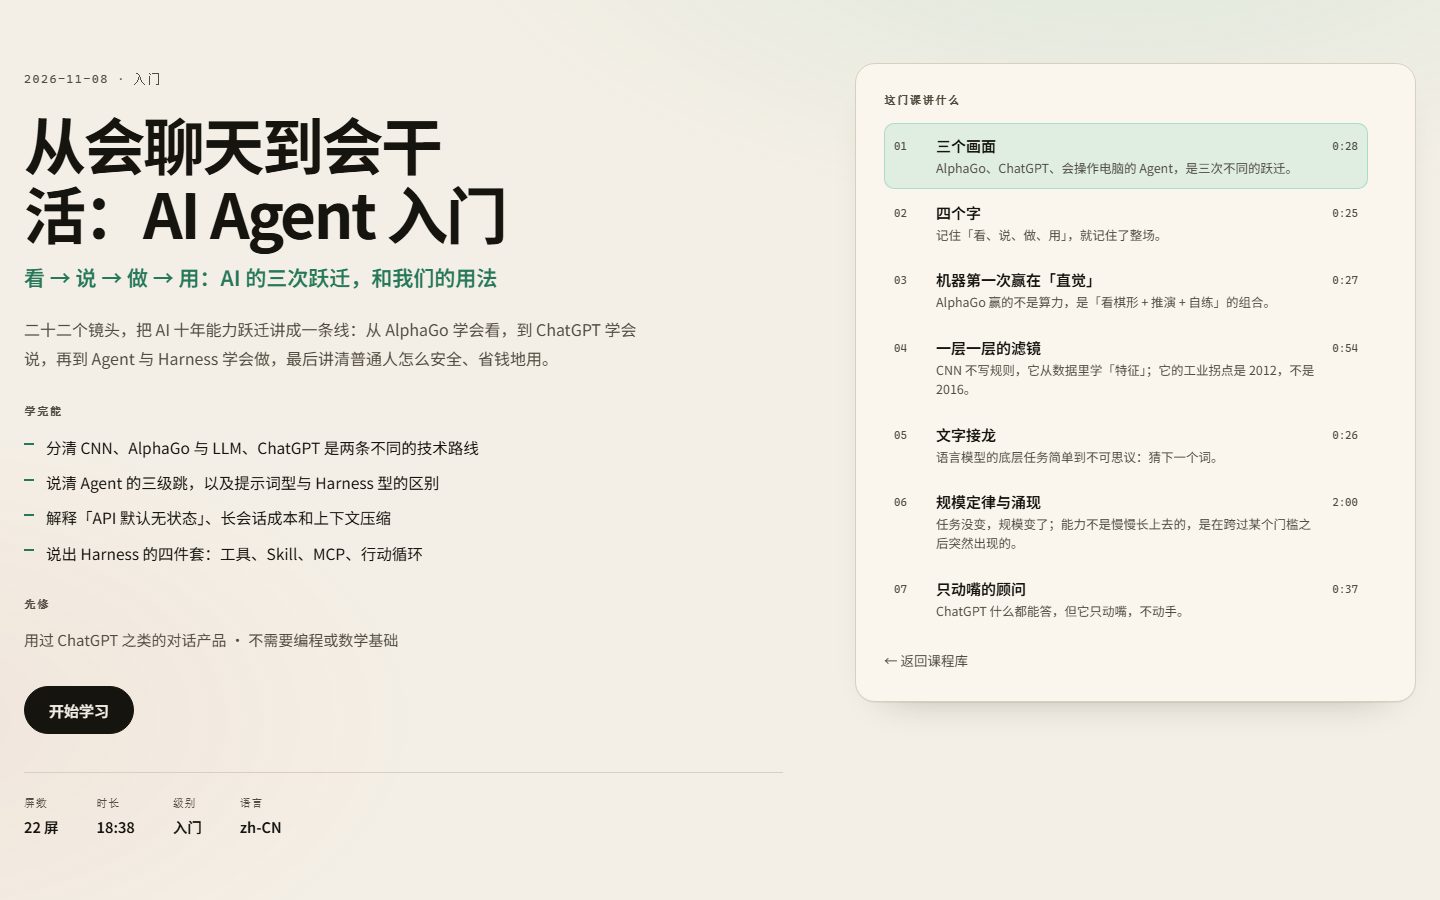 2026-11-08 · 入门
从会聊天到会干
活：AI Agent 入门
看 → 说 → 做 → 用：AI 的三次跃迁，和我们的用法
二十二个镜头，把 AI 十年能力跃迁讲成一条线：从 AlphaGo 学会看，到 ChatGPT 学会
说，再到 Agent 与 Harness 学会做，最后讲清普通人怎么安全、省钱地用。
学完能
分清 CNN、AlphaGo 与 LLM、ChatGPT 是两条不同的技术路线
说清 Agent 的三级跳，以及提示词型与 Harness 型的区别
解释「API 默认无状态」、长会话成本和上下文压缩
说出 Harness 的四件套：工具、Skill、MCP、行动循环
先修
用过 ChatGPT 之类的对话产品 · 不需要编程或数学基础
开始学习
屏数 时长 级别 语言
22 屏 18:38 入门 zh-CN
这门课讲什么
01 三个画面 0:28
AlphaGo、ChatGPT、会操作电脑的 Agent，是三次不同的跃迁。
02 四个字 0:25
记住「看、说、做、用」，就记住了整场。
03 机器第一次赢在「直觉」 0:27
AlphaGo 赢的不是算力，是「看棋形 + 推演 + 自练」的组合。
04 一层一层的滤镜 0:54
CNN 不写规则，它从数据里学「特征」；它的工业拐点是 2012，不是
2016。
05 文字接龙 0:26
语言模型的底层任务简单到不可思议：猜下一个词。
06 规模定律与涌现 2:00
任务没变，规模变了；能力不是慢慢长上去的，是在跨过某个门槛之
后突然出现的。
07 只动嘴的顾问 0:37
ChatGPT 什么都能答，但它只动嘴，不动手。
← 返回课程库